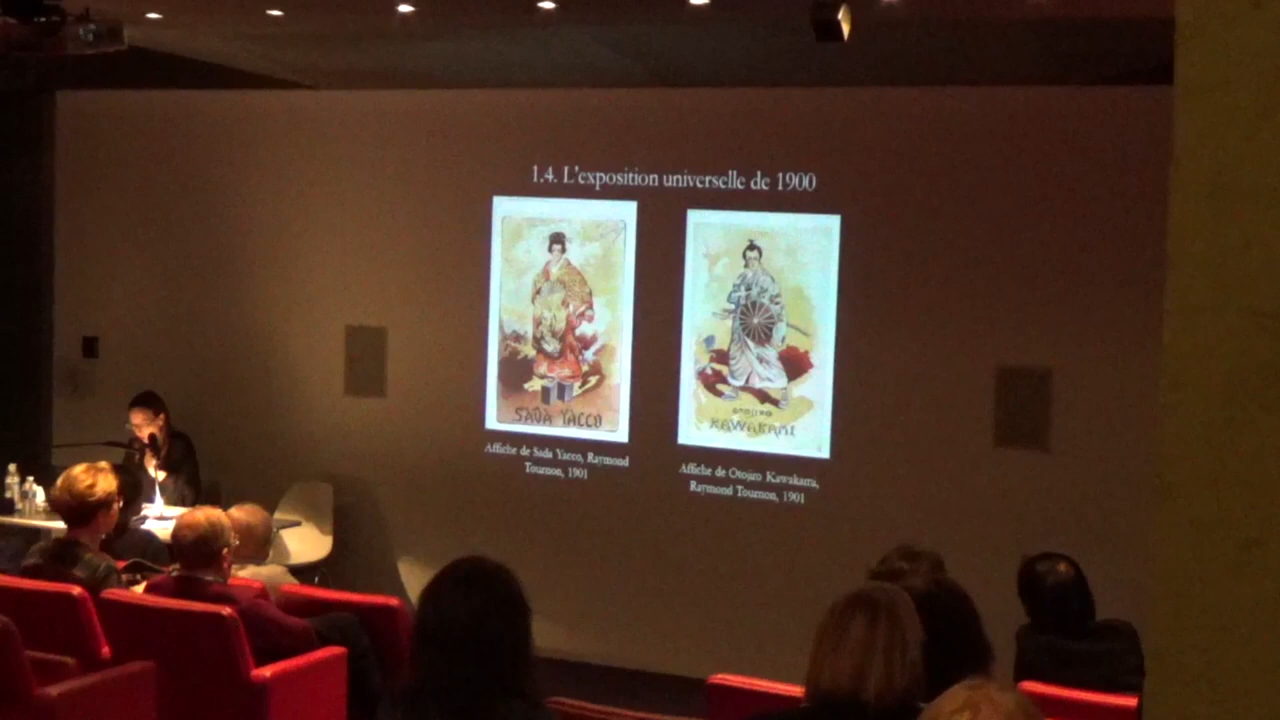 1.4. L'exposition universelle de 1900
SADA YACCO
OTOJIRO
KAWAKAMI
Affiche de Sada Yacco, Raymond
Tournon, 1901
Affiche de Otojiro Kawakami,
Raymond Tournon, 1901